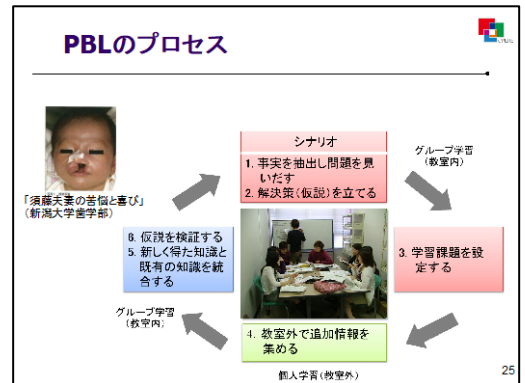 PBLのプロセス
「須藤夫妻の苦悩と喜び」
(新潟大学歯学部)
シナリオ
1. 事実を抽出し問題を見
いだす
2. 解決策(仮説)を立てる
グループ学習
(教室内)
3. 学習課題を設
定する
4. 教室外で追加情報を
集める
個人学習(教室外)
6. 仮説を検証する
5. 新しく得た知識と
既有の知識を統
合する
グループ学習
(教室内)
25